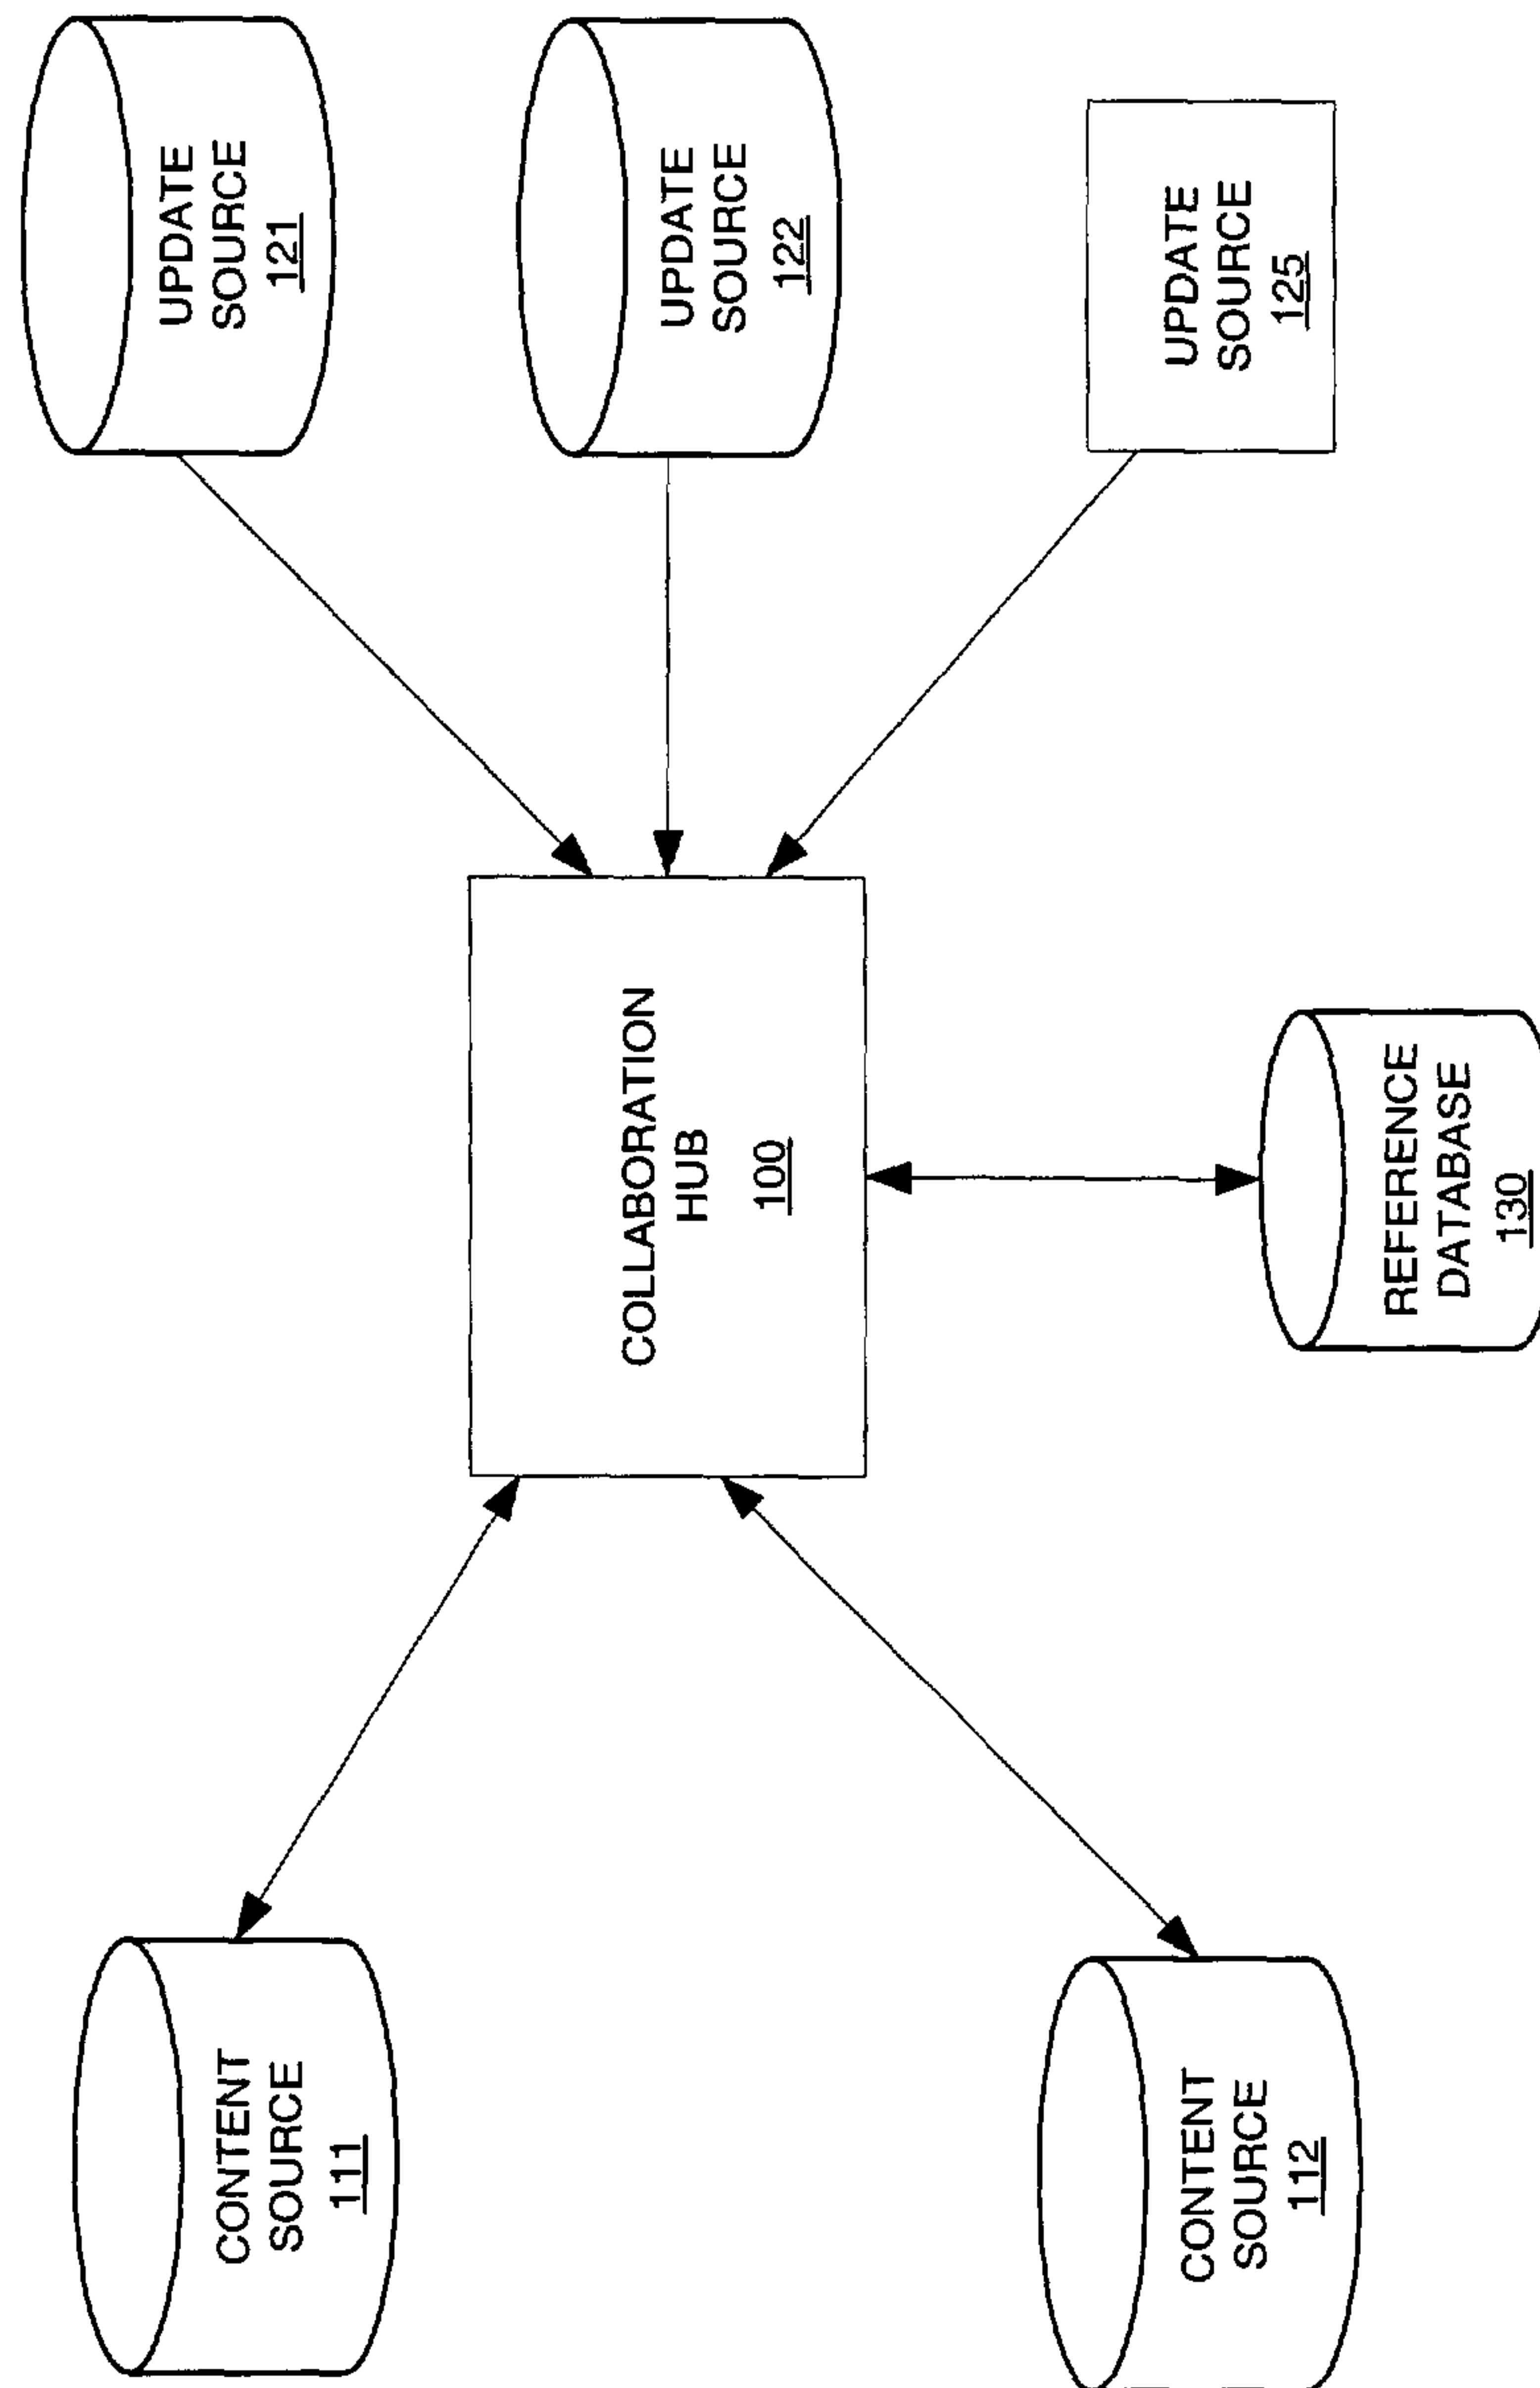 CONTENT
SOURCE
111
CONTENT
SOURCE
112
COLLABORATION
HUB
100
REFERENCE
DATABASE
130
UPDATE
SOURCE
121
UPDATE
SOURCE
122
UPDATE
SOURCE
125